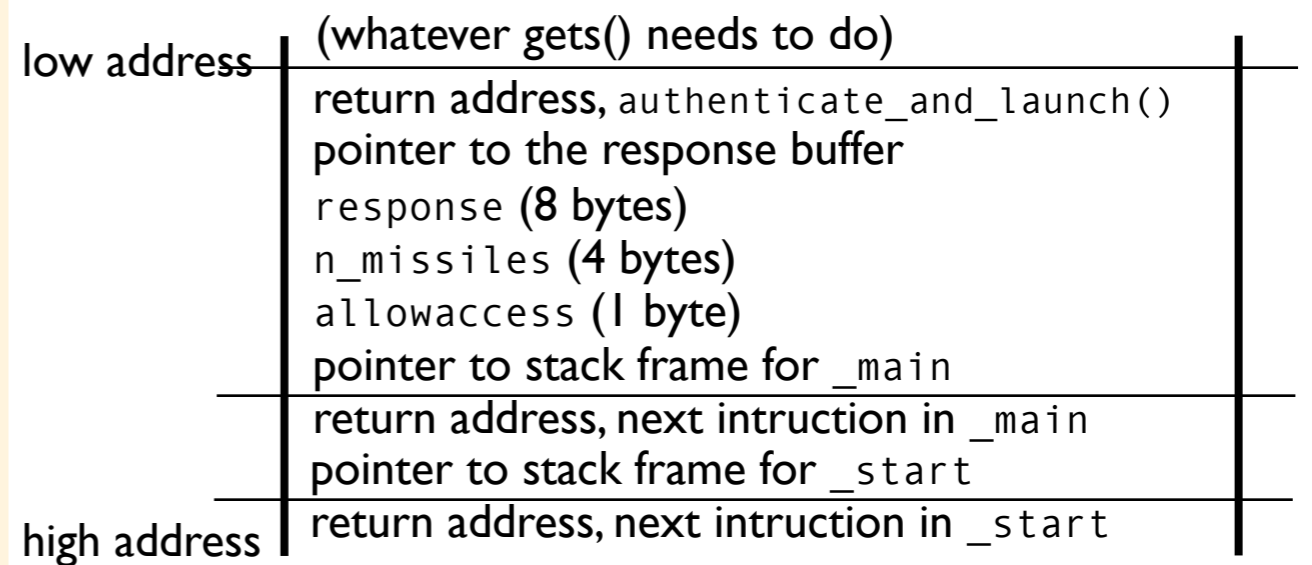 (whatever gets() needs to do)
low address
return address, authenticate_and_launch()
pointer to the response buffer
response (8 bytes)
n_missiles (4 bytes)
allowaccess (1 byte)
pointer to stack frame for _main
return address, next intruction in _main
pointer to stack frame for _start
return address, next intruction in _start
high address